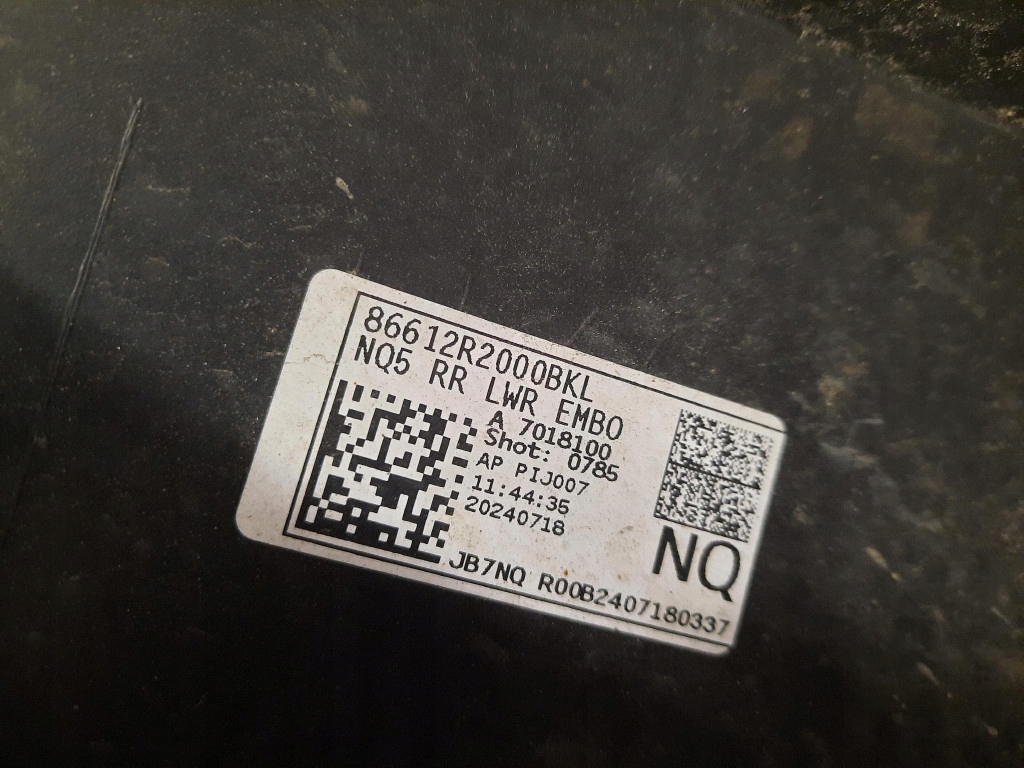 86612R2000BKL
NQ5 RR LWR EMBO
A 7018100
Shot: 0785
AP PIJ007
11:44:35
20240718
NQ
JB7NQ R00B2407180337